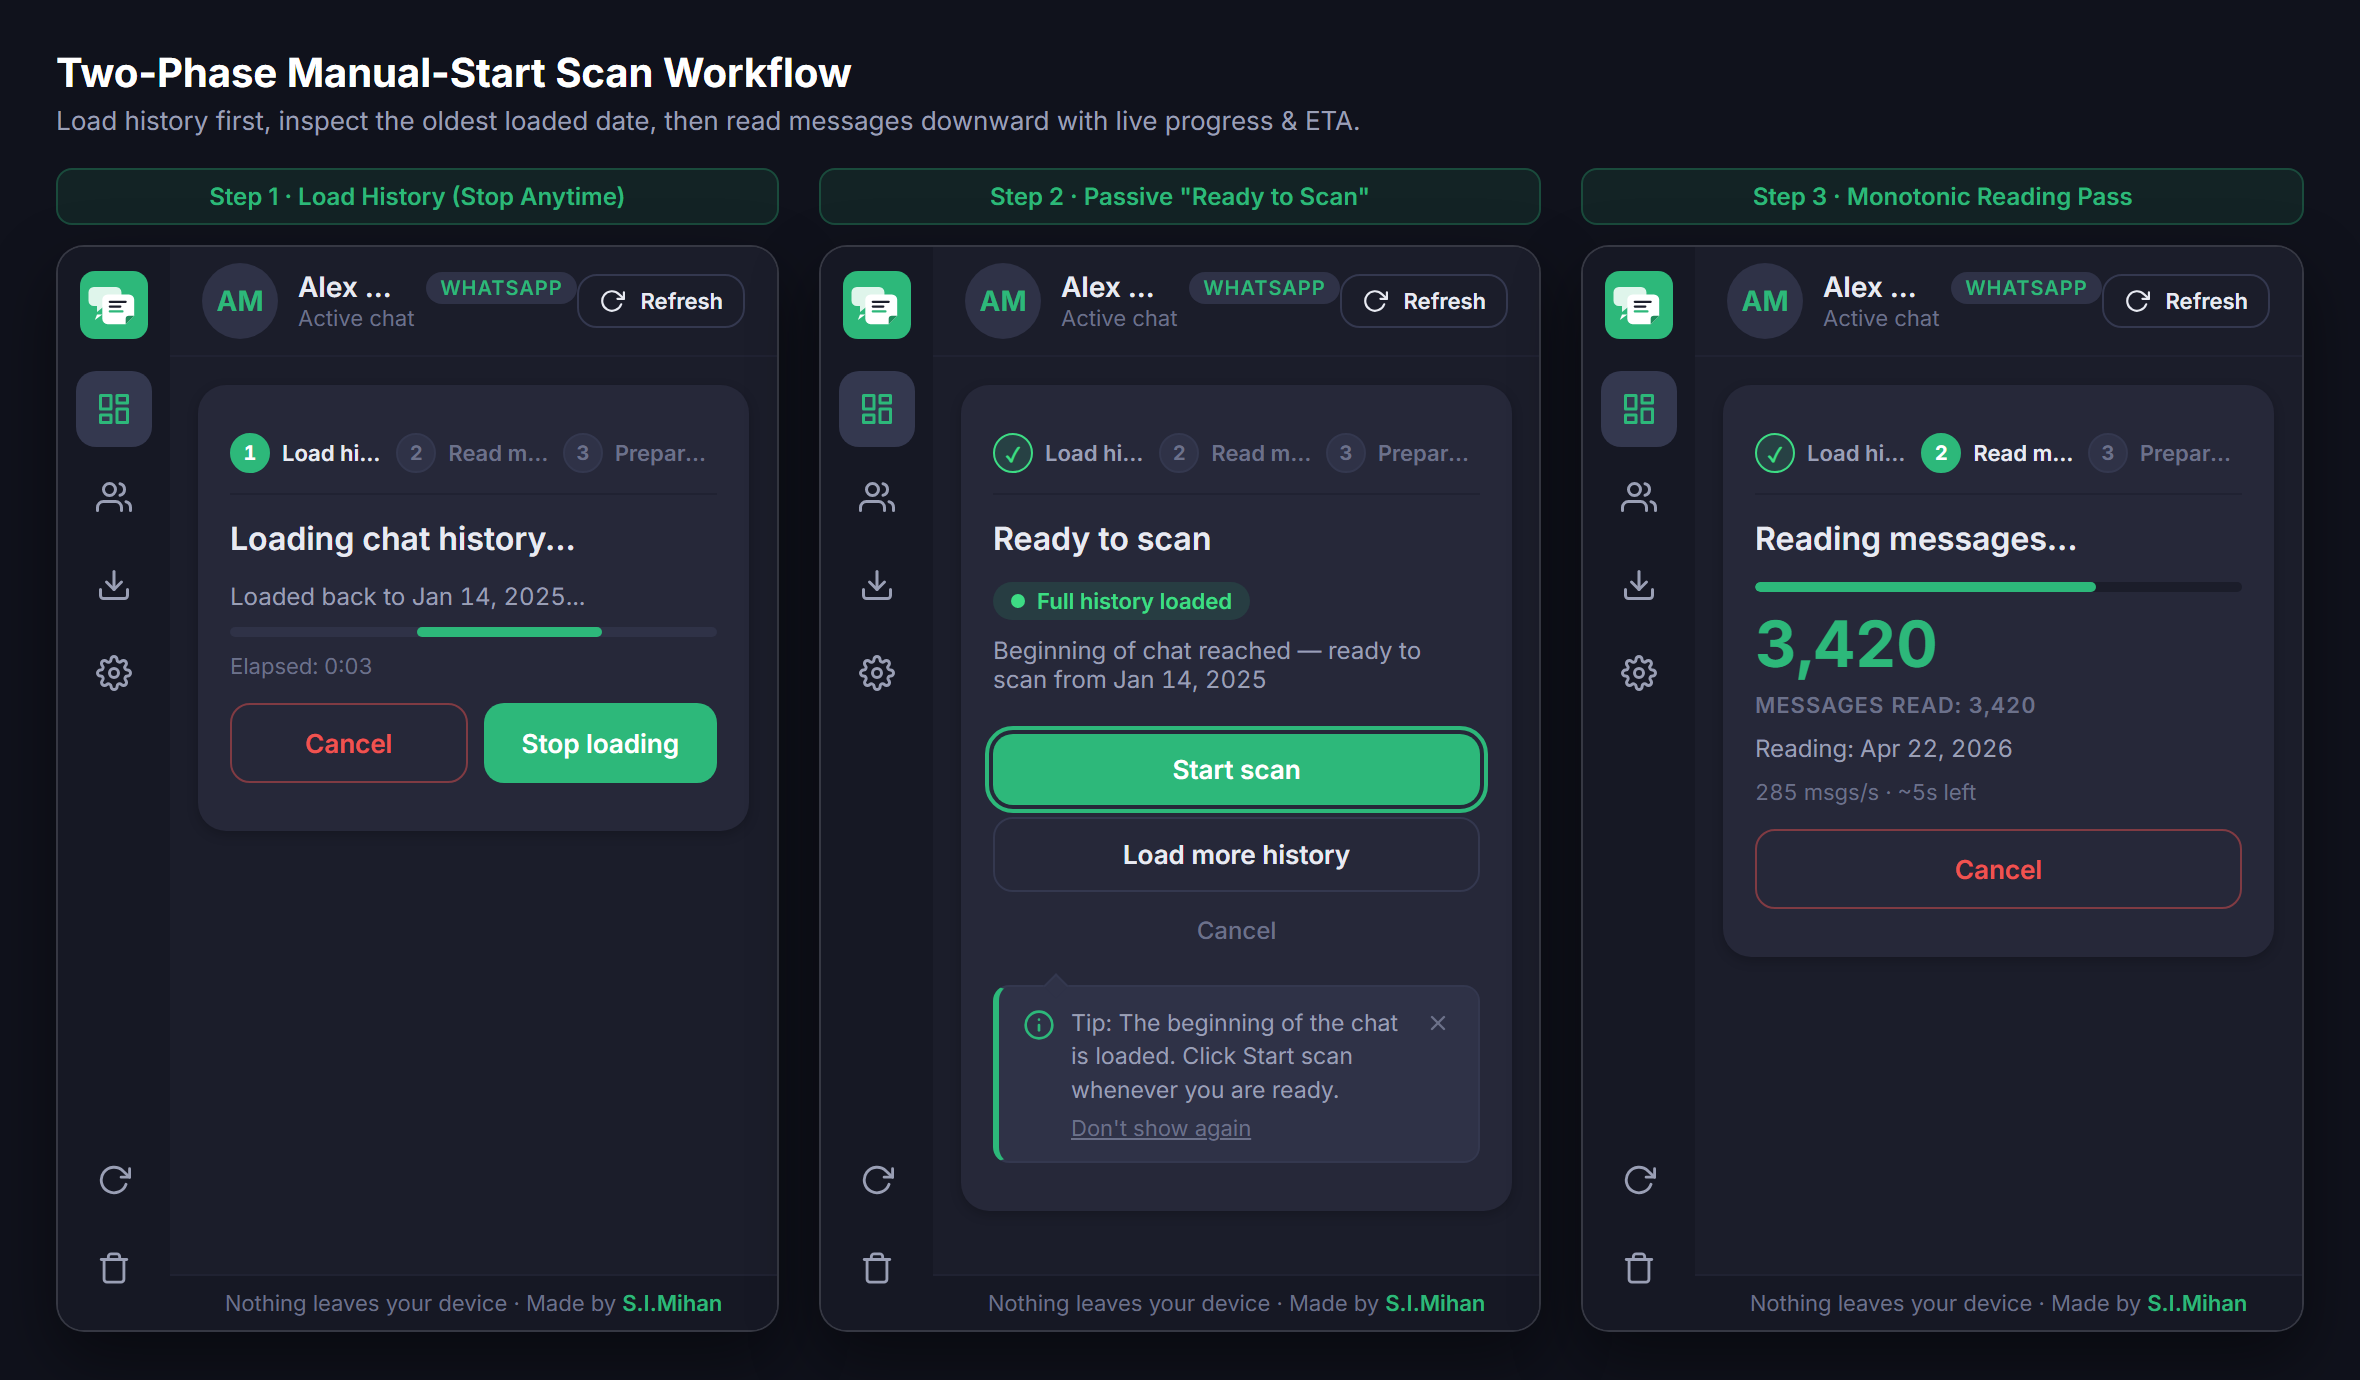 Two-Phase Manual-Start Scan Workflow
Load history first, inspect the oldest loaded date, then read messages downward with live progress & ETA.
Step 1 · Load History (Stop Anytime)
AM
Alex ...
WHATSAPP
Active chat
Refresh
1 Load hi... 2 Read m... 3 Prepar...
Loading chat history...
Loaded back to Jan 14, 2025...
Elapsed: 0:03
Cancel
Stop loading
Nothing leaves your device · Made by S.I.Mihan
Step 2 · Passive "Ready to Scan"
AM
Alex ...
WHATSAPP
Active chat
Refresh
✓ Load hi... 2 Read m... 3 Prepar...
Ready to scan
Full history loaded
Beginning of chat reached — ready to
scan from Jan 14, 2025
Start scan
Load more history
Cancel
Tip: The beginning of the chat
is loaded. Click Start scan
whenever you are ready.
Don't show again
Nothing leaves your device · Made by S.I.Mihan
Step 3 · Monotonic Reading Pass
AM
Alex ...
WHATSAPP
Active chat
Refresh
✓ Load hi... 2 Read m... 3 Prepar...
Reading messages...
3,420
MESSAGES READ: 3,420
Reading: Apr 22, 2026
285 msgs/s · ~5s left
Cancel
Nothing leaves your device · Made by S.I.Mihan